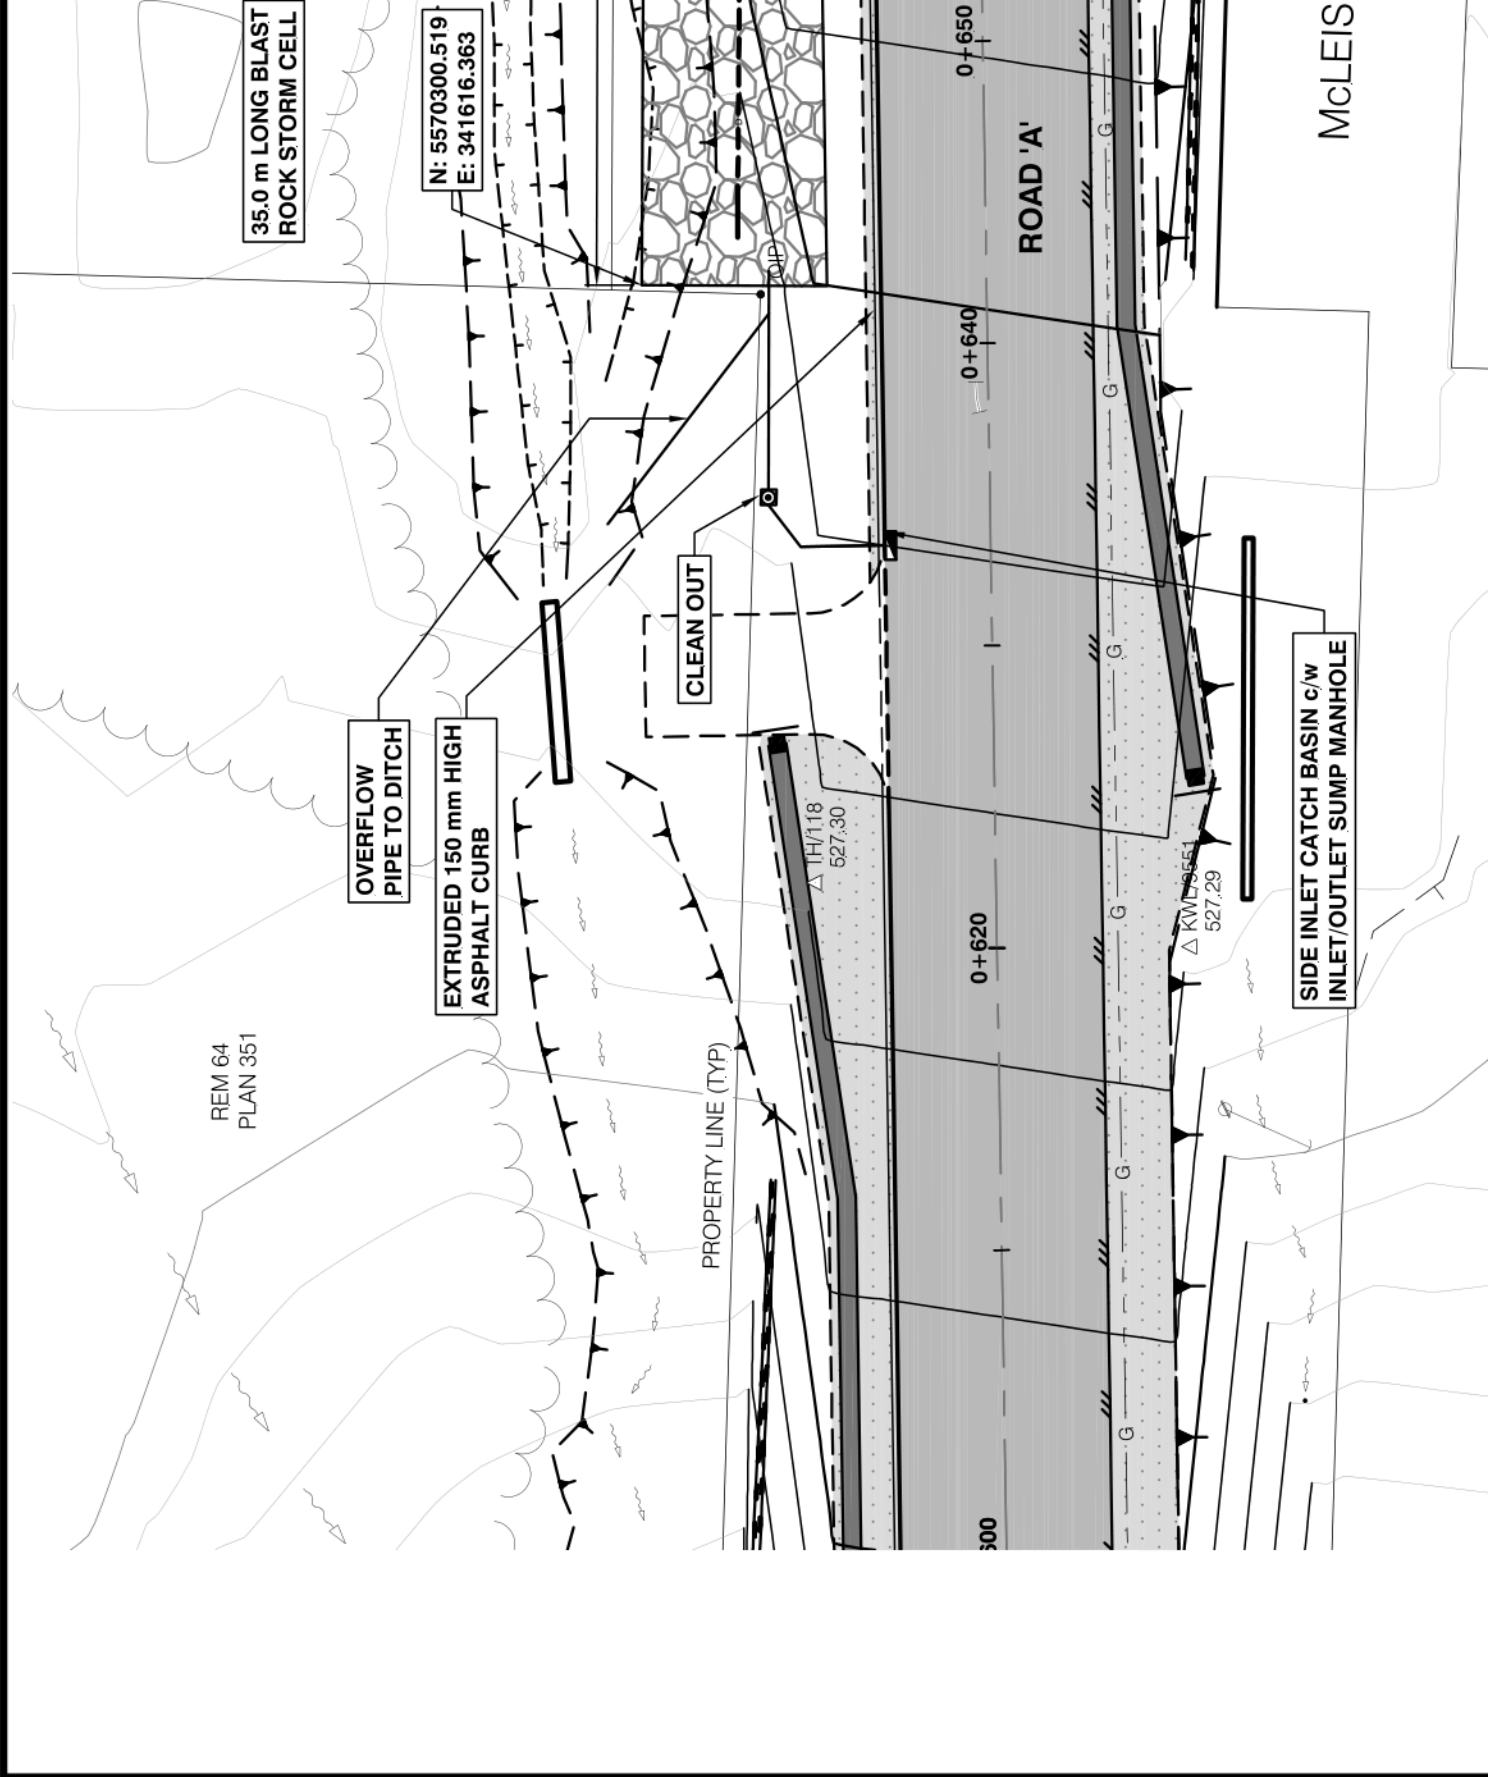 35.0 m LONG BLAST
ROCK STORM CELL
N: 5570300.519
E: 341616.363
0+650
McLEIS
ROAD 'A'
G
OIP
0+640
G
CLEAN OUT
G
OVERFLOW
PIPE TO DITCH
EXTRUDED 150 mm HIGH
ASPHALT CURB
SIDE INLET CATCH BASIN c/w
INLET/OUTLET SUMP MANHOLE
TH/118
527.30
527.29
G
0+620
REM 64
PLAN 351
PROPERTY LINE (TYP)
G
G
600